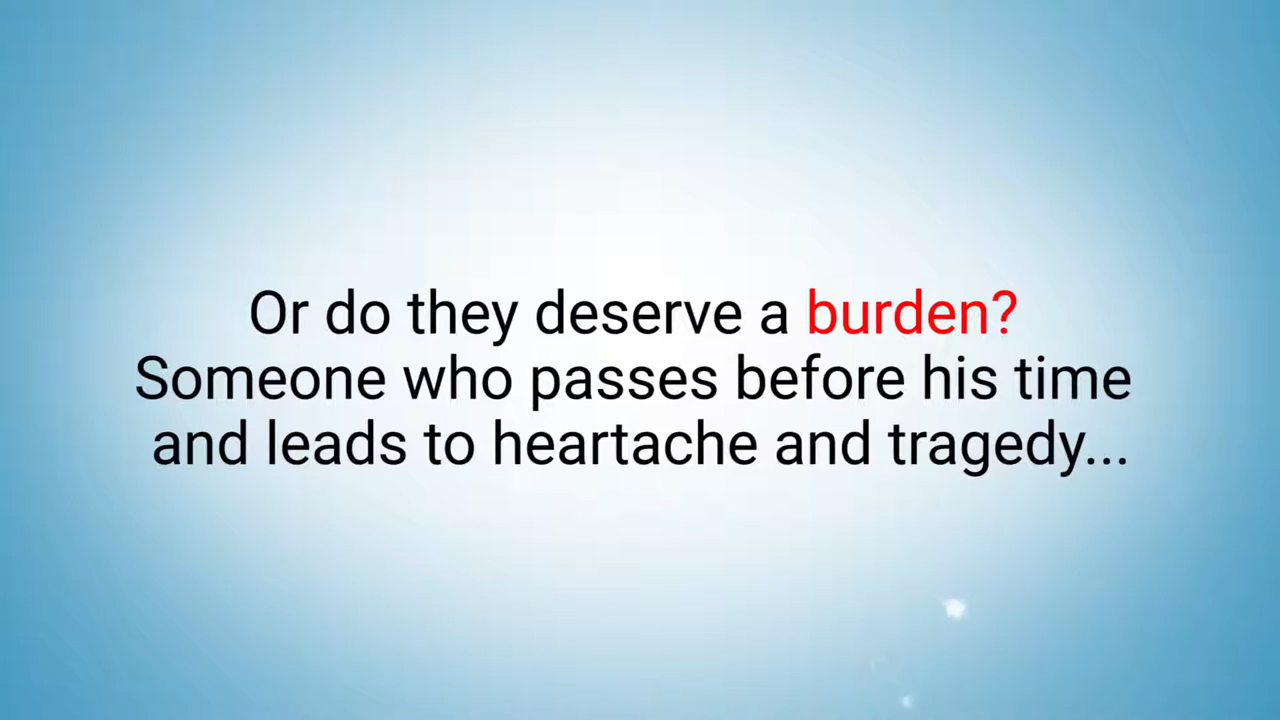 Or do they deserve a burden?
Someone who passes before his time
and leads to heartache and tragedy...